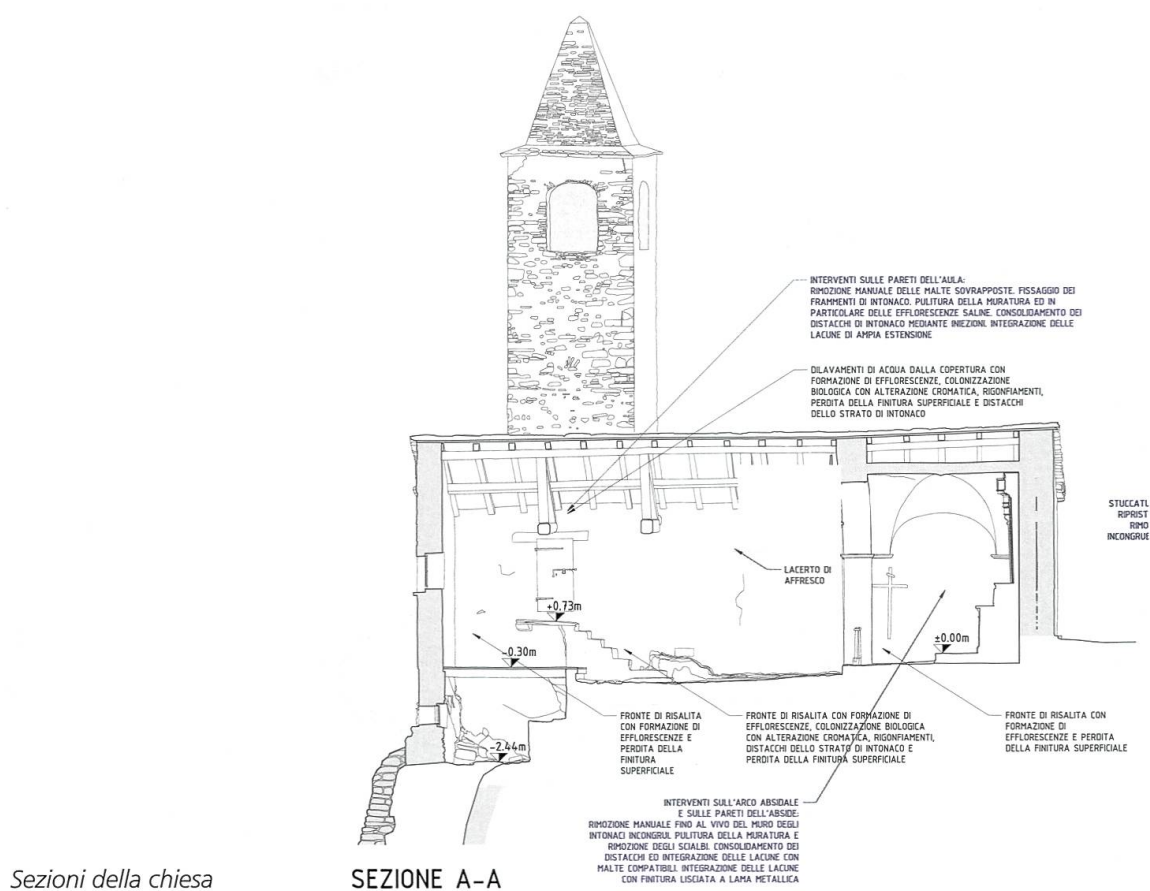 INTERVENTI SULLE PARETI DELL'AULA:
RIMOZIONE MANUALE DELLE MALTE SOVRAPPOSTE. FISSAGGIO DEI
FRAMMENTI DI INTONACO. PULITURA DELLA MURATURA ED IN
PARTICOLARE DELLE EFFLORESCENZE SALINE. CONSOLIDAMENTO DEI
DISTACCHI DI INTONACO MEDIANTE INIEZIONI. INTEGRAZIONE DELLE
LACUNE DI AMPIA ESTENSIONE
DILAVAMENTI DI ACQUA DALLA COPERTURA CON
FORMAZIONE DI EFFLORESCENZE, COLONIZZAZIONE
BIOLOGICA CON ALTERAZIONE CROMATICA, RIGONFIAMENTI,
PERDITA DELLA FINITURA SUPERFICIALE E DISTACCHI
DELLO STRATO DI INTONACO
STUCCATU
RIPRIST
RIMO
INCONGRUE
LACERTO DI
AFFRESCO
+0.73m
-0.30m
±0.00m
-2.44m
FRONTE DI RISALITA
CON FORMAZIONE DI
EFFLORESCENZE E
PERDITA DELLA
FINITURA
SUPERFICIALE
FRONTE DI RISALITA CON FORMAZIONE DI
EFFLORESCENZE, COLONIZZAZIONE BIOLOGICA
CON ALTERAZIONE CROMATICA, RIGONFIAMENTI,
DISTACCHI DELLO STRATO DI INTONACO E
PERDITA DELLA FINITURA SUPERFICIALE
FRONTE DI RISALITA CON
FORMAZIONE DI
EFFLORESCENZE E PERDITA
DELLA FINITURA SUPERFICIALE
INTERVENTI SULL'ARCO ABSIDALE
E SULLE PARETI DELL'ABSIDE:
RIMOZIONE MANUALE FINO AL VIVO DEL MURO DEGLI
INTONACI INCONGRUI. PULITURA DELLA MURATURA E
RIMOZIONE DEGLI SCIALBI. CONSOLIDAMENTO DEI
DISTACCHI ED INTEGRAZIONE DELLE LACUNE CON
MALTE COMPATIBILI. INTEGRAZIONE DELLE LACUNE
CON FINITURA LISCIATA A LAMA METALLICA
Sezioni della chiesa
SEZIONE A-A